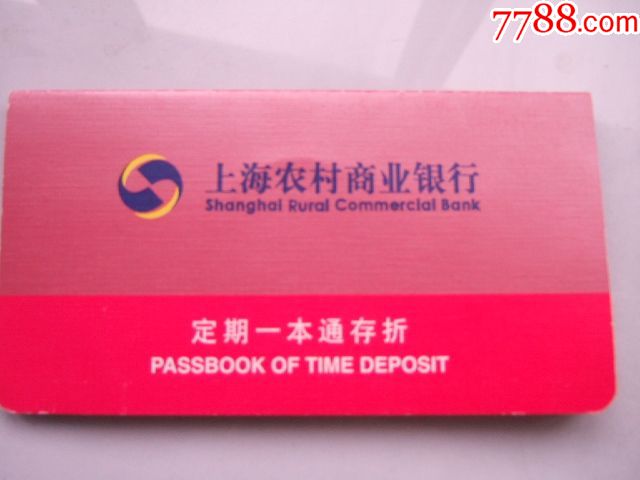 7788.com
上海农村商业银行
Shanghai Rural Commercial Bank
定期一本通存折
PASSBOOK OF TIME DEPOSIT